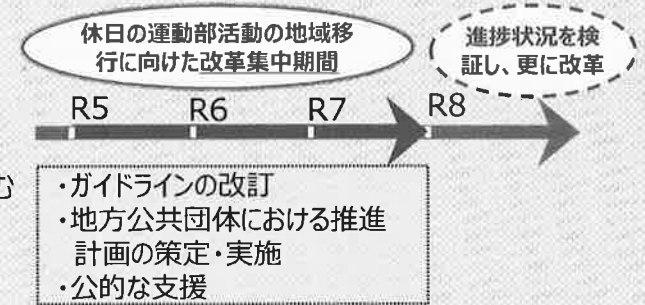 休日の運動部活動の地域移
行に向けた改革集中期間
進捗状況を検
証し、更に改革
R5 R6 R7 R8
む
・ガイドラインの改訂
・地方公共団体における推進
計画の策定・実施
・公的な支援